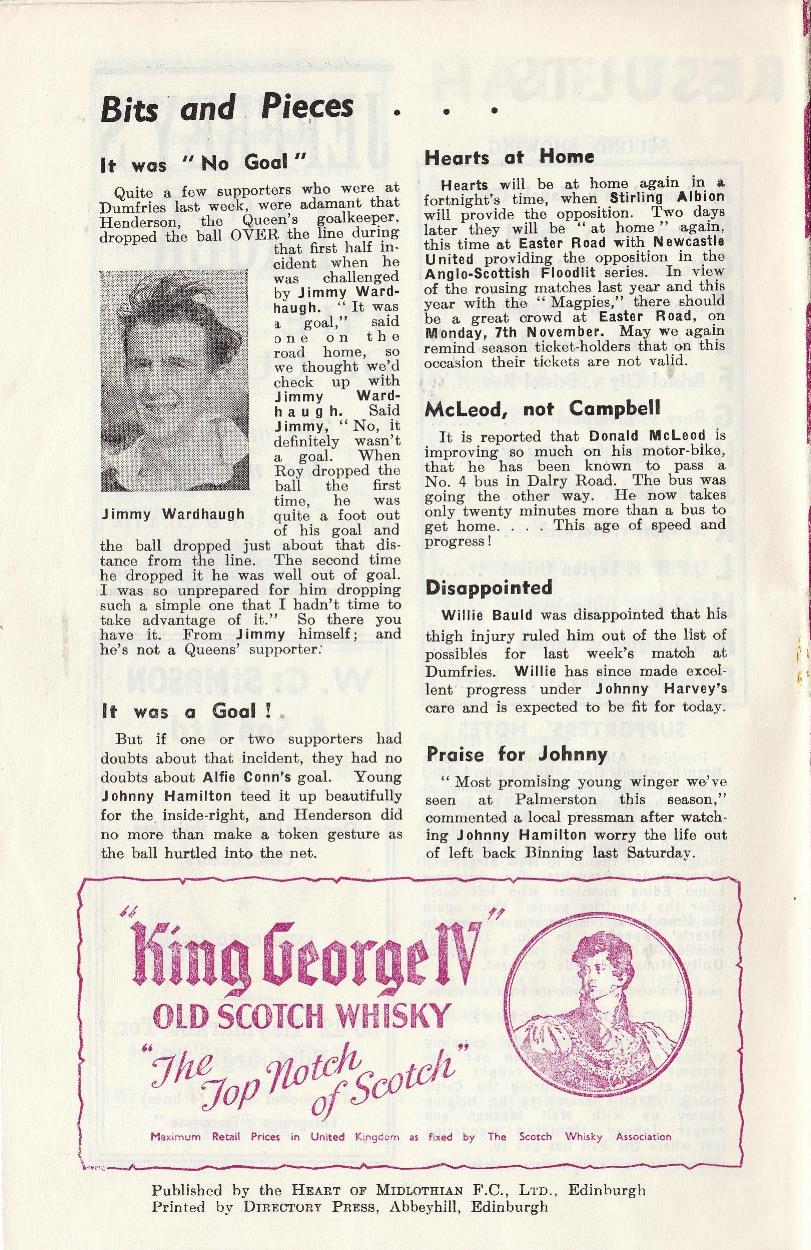 Bits and Pieces . . .
It was "No Goal"
Quite a few supporters who were at
Dumfries last week, were adamant that
Henderson, the Queen's goalkeeper,
dropped the ball OVER the line during
that first half in-
cident when he
was challenged
by Jimmy Ward-
haugh. "It was
a goal," said
one on the
road home, so
we thought we'd
check up with
Jimmy Ward-
haugh. Said
Jimmy, "No, it
definitely wasn't
a goal. When
Roy dropped the
ball the first
time, he was
quite a foot out
of his goal and
Jimmy Wardhaugh
the ball dropped just about that dis-
tance from the line. The second time
he dropped it he was well out of goal.
I was so unprepared for him dropping
such a simple one that I hadn't time to
take advantage of it." So there you
have it. From Jimmy himself; and
he's not a Queens' supporter.
It was a Goal !
But if one or two supporters had
doubts about that incident, they had no
doubts about Alfie Conn's goal. Young
Johnny Hamilton teed it up beautifully
for the inside-right, and Henderson did
no more than make a token gesture as
the ball hurtled into the net.
Hearts at Home
Hearts will be at home again in a
fortnight's time, when Stirling Albion
will provide the opposition. Two days
later they will be "at home" again,
this time at Easter Road with Newcastle
United providing the opposition in the
Anglo-Scottish Floodlit series. In view
of the rousing matches last year and this
year with the "Magpies," there should
be a great crowd at Easter Road, on
Monday, 7th November. May we again
remind season ticket-holders that on this
occasion their tickets are not valid.
McLeod, not Campbell
It is reported that Donald McLeod is
improving so much on his motor-bike,
that he has been known to pass a
No. 4 bus in Dalry Road. The bus was
going the other way. He now takes
only twenty minutes more than a bus to
get home. . . . This age of speed and
progress!
Disappointed
Willie Bauld was disappointed that his
thigh injury ruled him out of the list of
possibles for last week's match at
Dumfries. Willie has since made excel-
lent progress under Johnny Harvey's
care and is expected to be fit for today.
Praise for Johnny
"Most promising young winger we've
seen at Palmerston this season,"
commented a local pressman after watch-
ing Johnny Hamilton worry the life out
of left back Binning last Saturday.
"King George IV"
OLD SCOTCH WHISKY
"The Top Notch
of Scotch"
Maximum Retail Prices in United Kingdom as fixed by The Scotch Whisky Association
Published by the HEART OF MIDLOTHIAN F.C., LTD., Edinburgh
Printed by DIRECTORY PRESS, Abbeyhill, Edinburgh